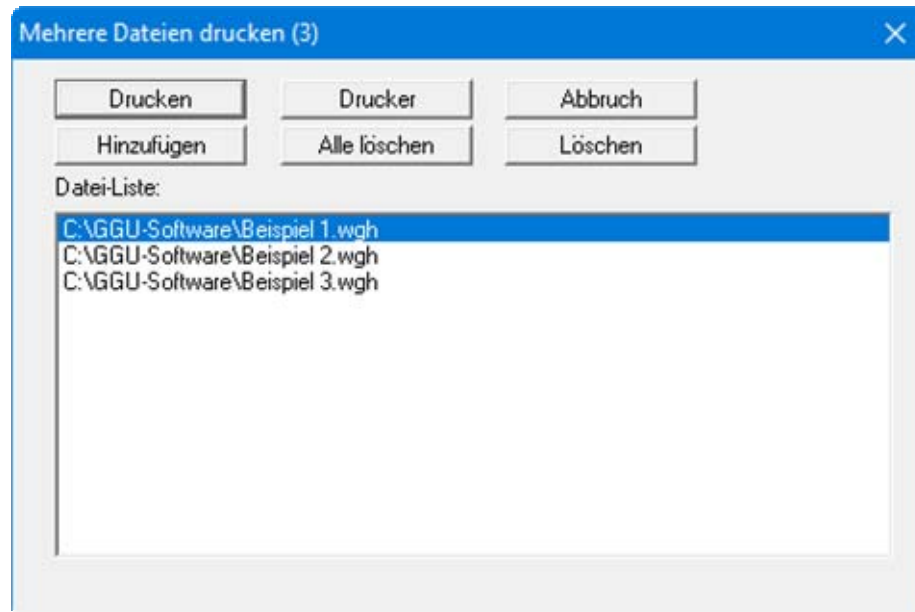 Mehrere Dateien drucken (3)
Drucken Drucker Abbruch
Hinzufügen Alle löschen Löschen
Datei-Liste:
C:\GGU-Software\Beispiel 1.wgh
C:\GGU-Software\Beispiel 2.wgh
C:\GGU-Software\Beispiel 3.wgh